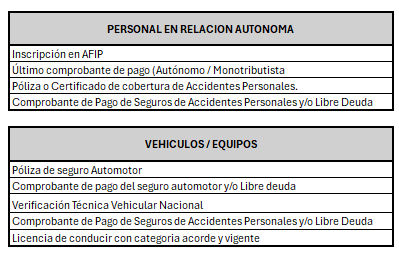 PERSONAL EN RELACION AUTONOMA
Inscripción en AFIP
Último comprobante de pago (Autónomo / Monotributista
Póliza o Certificado de cobertura de Accidentes Personales.
Comprobante de Pago de Seguros de Accidentes Personales y/o Libre Deuda
VEHICULOS / EQUIPOS
Póliza de seguro Automotor
Comprobante de pago del seguro automotor y/o Libre deuda
Verificación Técnica Vehicular Nacional
Comprobante de Pago de Seguros de Accidentes Personales y/o Libre Deuda
Licencia de conducir con categoria acorde y vigente